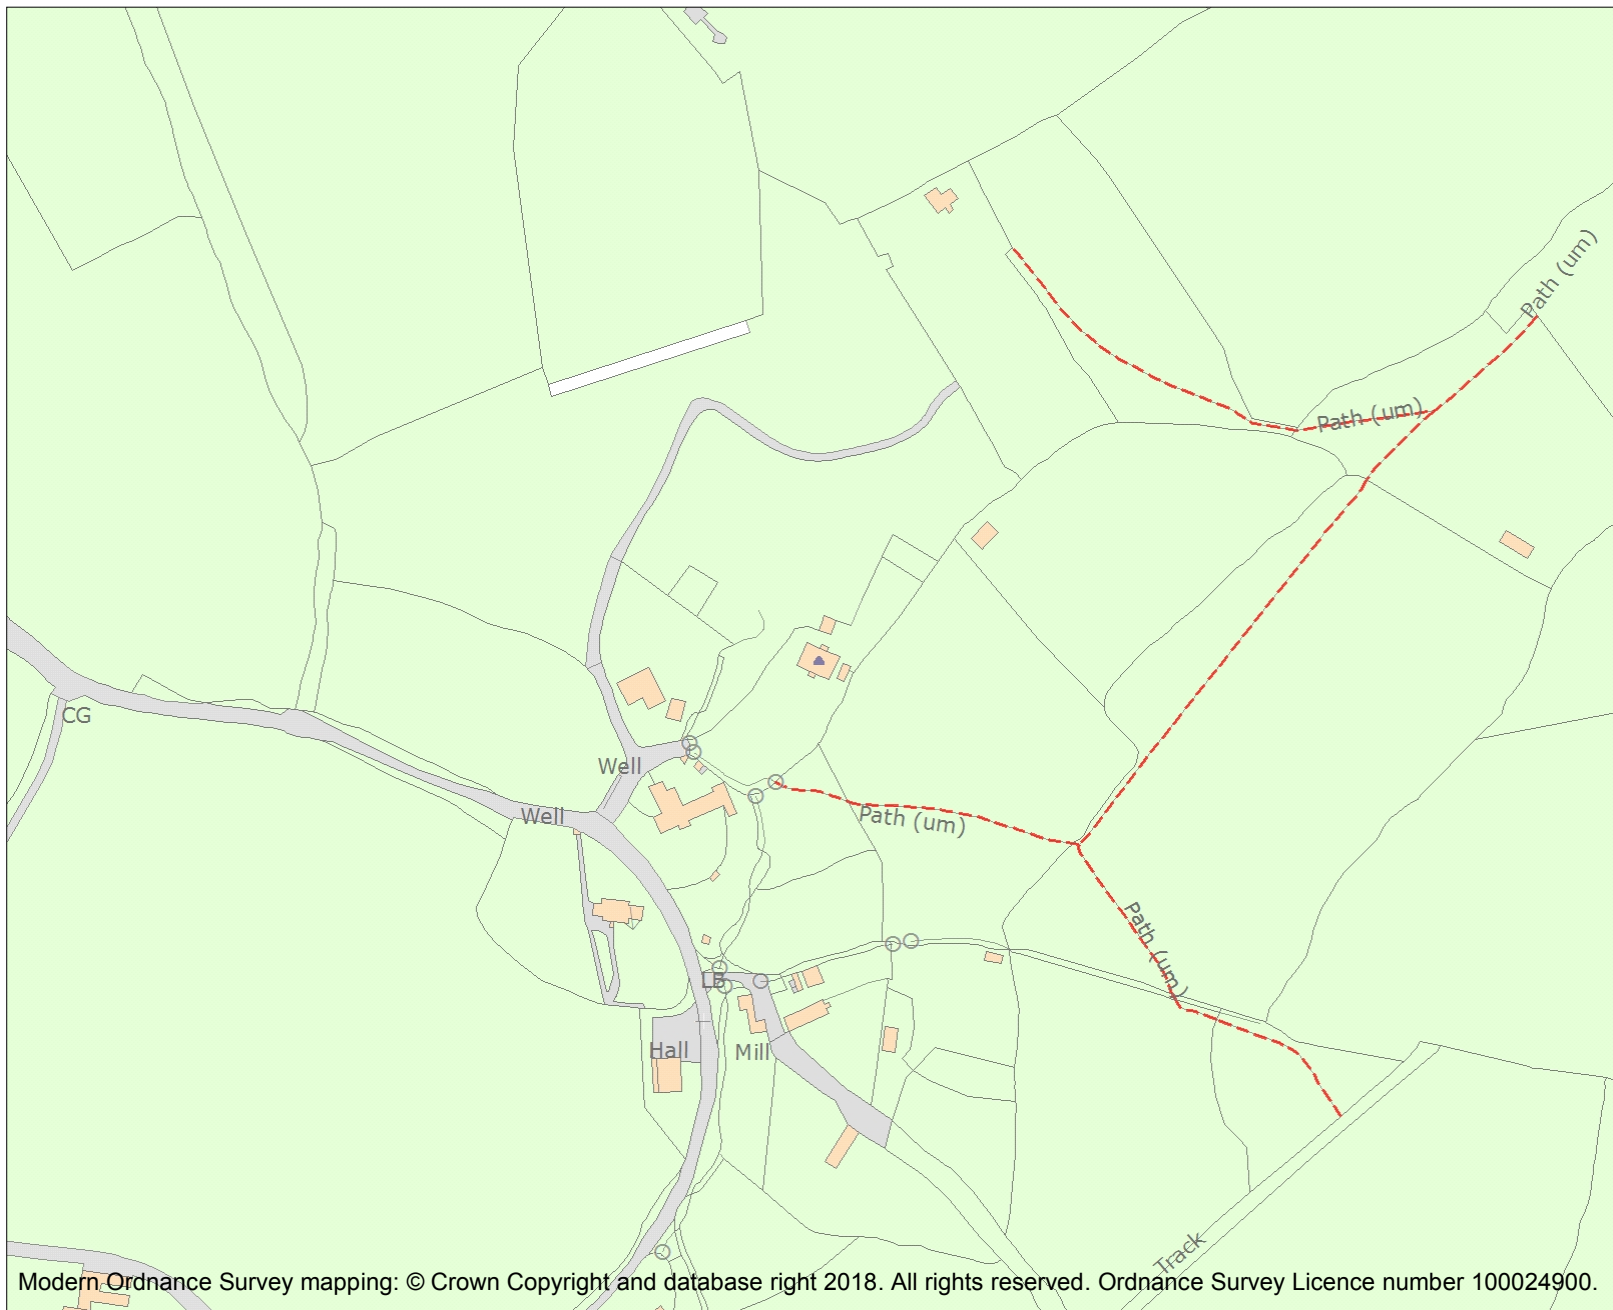 Path (um)
Path (um)
CG
Well
Well
Path (um)
Path (um)
LB
Hall
Mill
Track
Modern Ordnance Survey mapping: © Crown Copyright and database right 2018. All rights reserved. Ordnance Survey Licence number 100024900.